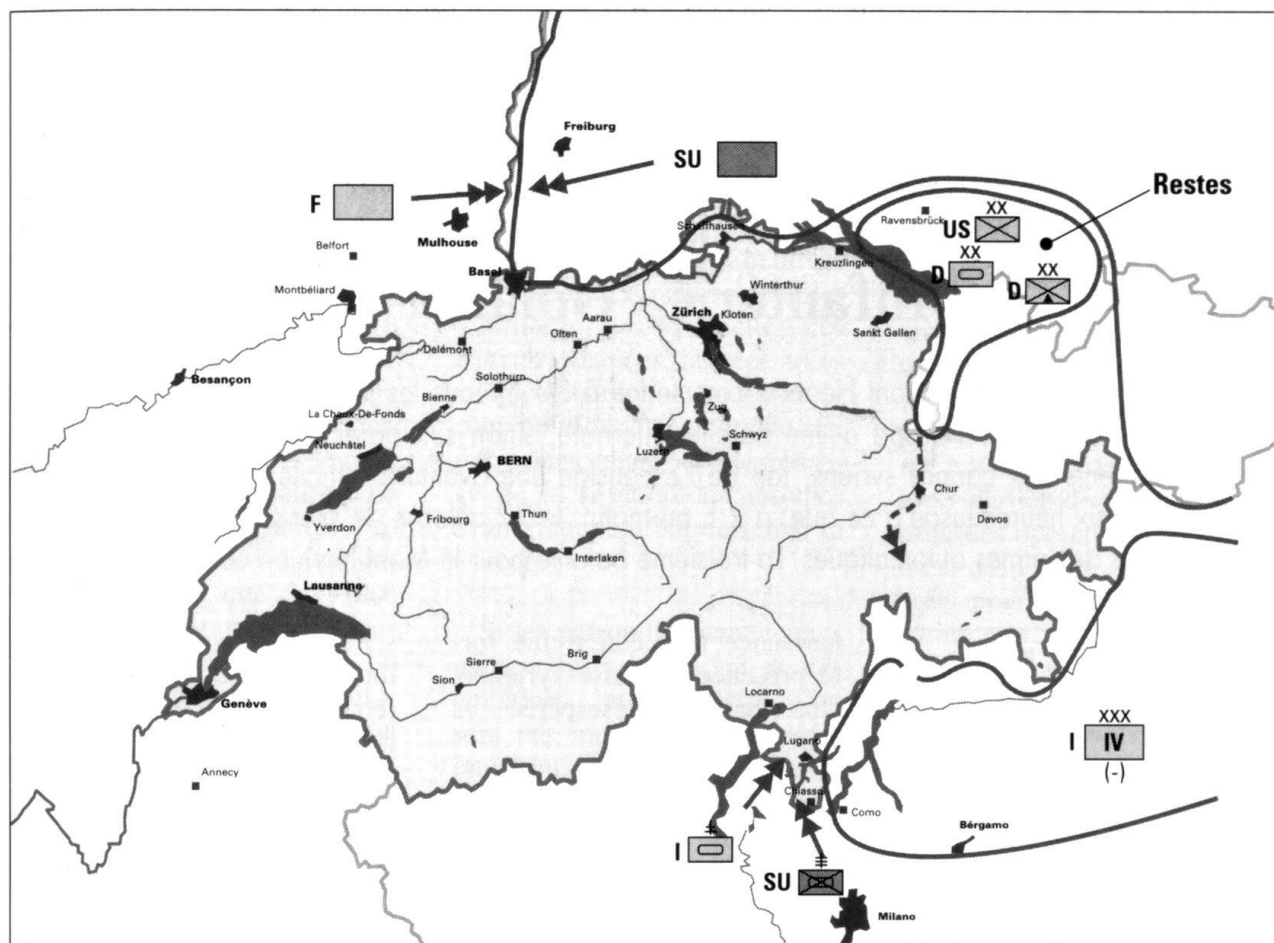 Freiburg
SU
F
Restes
Ravensbrück
XX
US
Mulhouse
Belfort
Schaffhausen
Basel
Kreuzlingen
XX
D
XX
D
Montbéliard
Winterthur
Zürich
Kloten
Aarau
Olten
Sankt Gallen
Delémont
Besançon
Solothurn
Bienne
La Chaux-De-Fonds
Zug
Neuchâtel
Schwyz
Luzern
BERN
Chur
Davos
Yverdon
Fribourg
Thun
Interlaken
Lausanne
Sierre
Brig
Sion
Locarno
Genève
XXX
I IV
(-)
Lugano
Annecy
Chiasso
Como
Bérgamo
I
SU
Milano